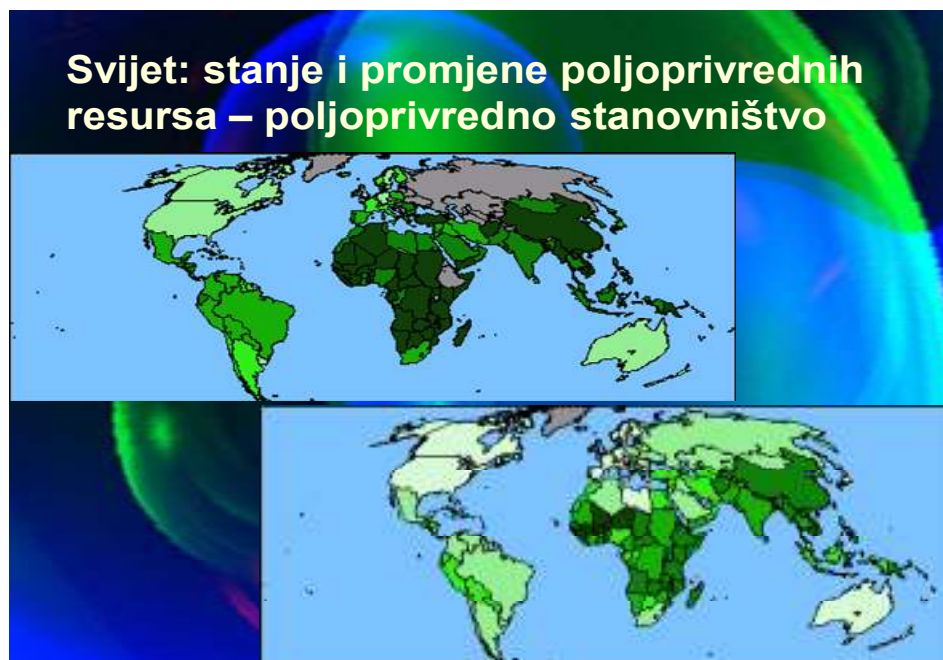 Svijet: stanje i promjene poljoprivrednih
resursa – poljoprivredno stanovništvo